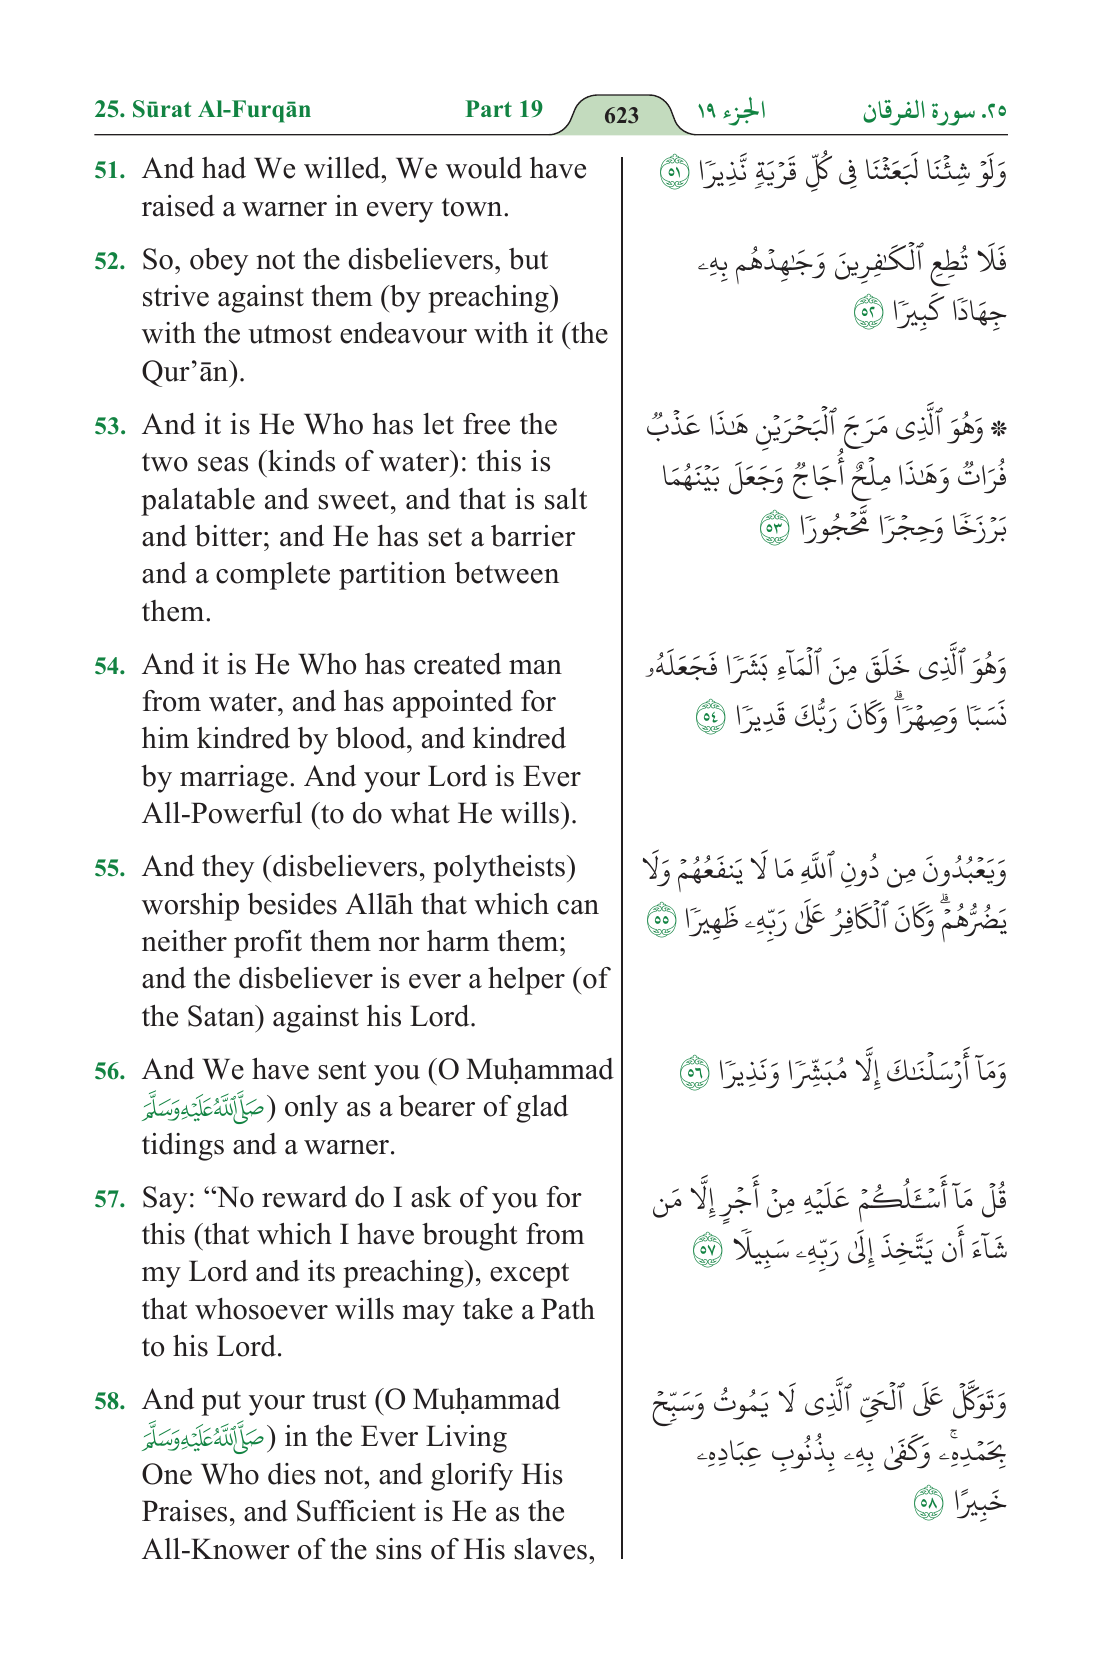 25. Sūrat Al-Furqān
Part 19
623
الجزء ١٩
٢٥. سورة الفرقان
51. And had We willed, We would have
raised a warner in every town.
وَلَوْ شِئْنَا لَبَعَثْنَا فِى كُلِّ قَرْيَةٍ نَّذِيرًا ٥١
52. So, obey not the disbelievers, but
strive against them (by preaching)
with the utmost endeavour with it (the
Qur’ān).
فَلَا تُطِعِ ٱلْكَٰفِرِينَ وَجَٰهِدْهُم بِهِۦ
جِهَادًا كَبِيرًا ٥٢
53. And it is He Who has let free the
two seas (kinds of water): this is
palatable and sweet, and that is salt
and bitter; and He has set a barrier
and a complete partition between
them.
* وَهُوَ ٱلَّذِى مَرَجَ ٱلْبَحْرَيْنِ هَٰذَا عَذْبٌ
فُرَاتٌ وَهَٰذَا مِلْحٌ أُجَاجٌ وَجَعَلَ بَيْنَهُمَا
بَرْزَخًا وَحِجْرًا مَّحْجُورًا ٥٣
54. And it is He Who has created man
from water, and has appointed for
him kindred by blood, and kindred
by marriage. And your Lord is Ever
All-Powerful (to do what He wills).
وَهُوَ ٱلَّذِى خَلَقَ مِنَ ٱلْمَآءِ بَشَرًا فَجَعَلَهُۥ
نَسَبًا وَصِهْرًا ۗ وَكَانَ رَبُّكَ قَدِيرًا ٥٤
55. And they (disbelievers, polytheists)
worship besides Allāh that which can
neither profit them nor harm them;
and the disbeliever is ever a helper (of
the Satan) against his Lord.
وَيَعْبُدُونَ مِن دُونِ ٱللَّهِ مَا لَا يَنفَعُهُمْ وَلَا
يَضُرُّهُمْ ۗ وَكَانَ ٱلْكَافِرُ عَلَىٰ رَبِّهِۦ ظَهِيرًا ٥٥
56. And We have sent you (O Muḥammad
صَلَّى اللَّهُ عَلَيْهِ وَسَلَّمَ) only as a bearer of glad
tidings and a warner.
وَمَآ أَرْسَلْنَٰكَ إِلَّا مُبَشِّرًا وَنَذِيرًا ٥٦
57. Say: “No reward do I ask of you for
this (that which I have brought from
my Lord and its preaching), except
that whosoever wills may take a Path
to his Lord.
قُلْ مَآ أَسْـَٔلُكُمْ عَلَيْهِ مِنْ أَجْرٍ إِلَّا مَن
شَآءَ أَن يَتَّخِذَ إِلَىٰ رَبِّهِۦ سَبِيلًا ٥٧
58. And put your trust (O Muḥammad
صَلَّى اللَّهُ عَلَيْهِ وَسَلَّمَ) in the Ever Living
One Who dies not, and glorify His
Praises, and Sufficient is He as the
All-Knower of the sins of His slaves,
وَتَوَكَّلْ عَلَى ٱلْحَىِّ ٱلَّذِى لَا يَمُوتُ وَسَبِّحْ
بِحَمْدِهِۦ ۚ وَكَفَىٰ بِهِۦ بِذُنُوبِ عِبَادِهِۦ
خَبِيرًا ٥٨